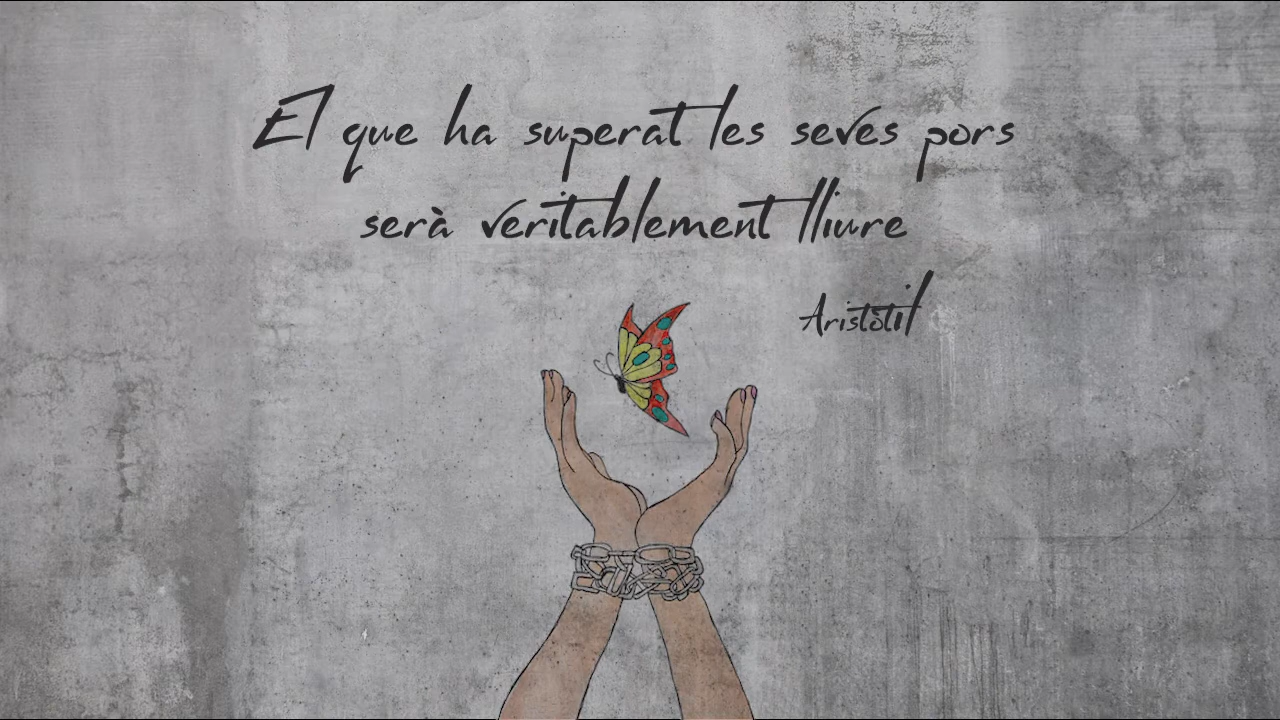 El que ha superat les seves pors
serà veritablement lliure
Aristòtil